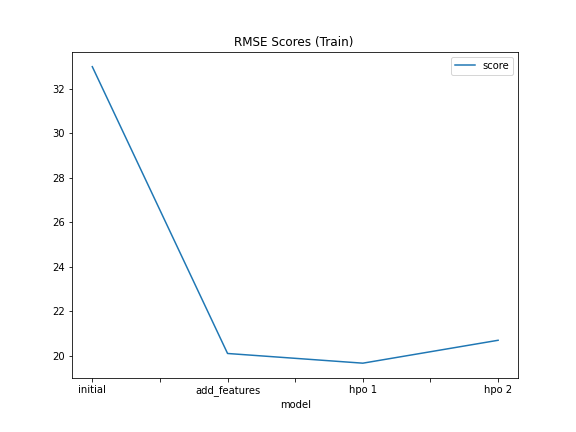 RMSE Scores (Train)
score
32
30
28
26
24
22
20
initial add_features hpo 1 hpo 2
model